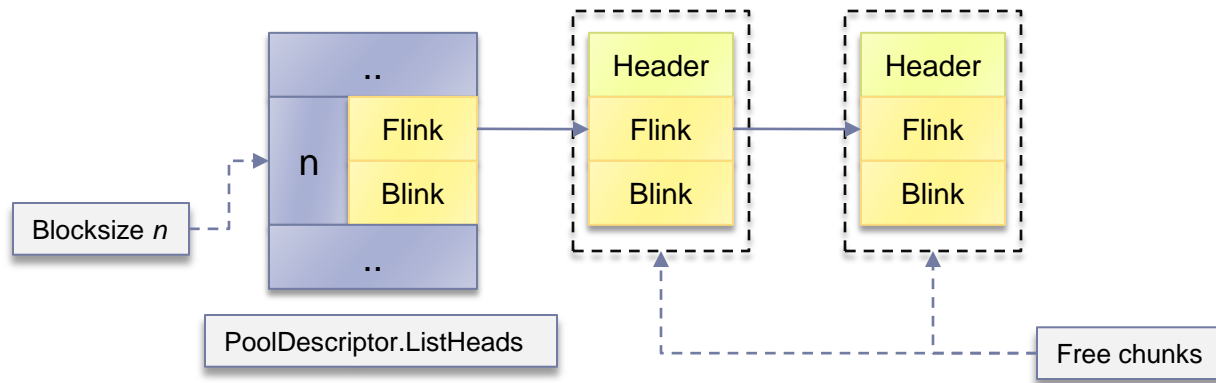 ..
n
Flink
Blink
..
Header
Flink
Blink
Header
Flink
Blink
Blocksize n
PoolDescriptor.ListHeads
Free chunks